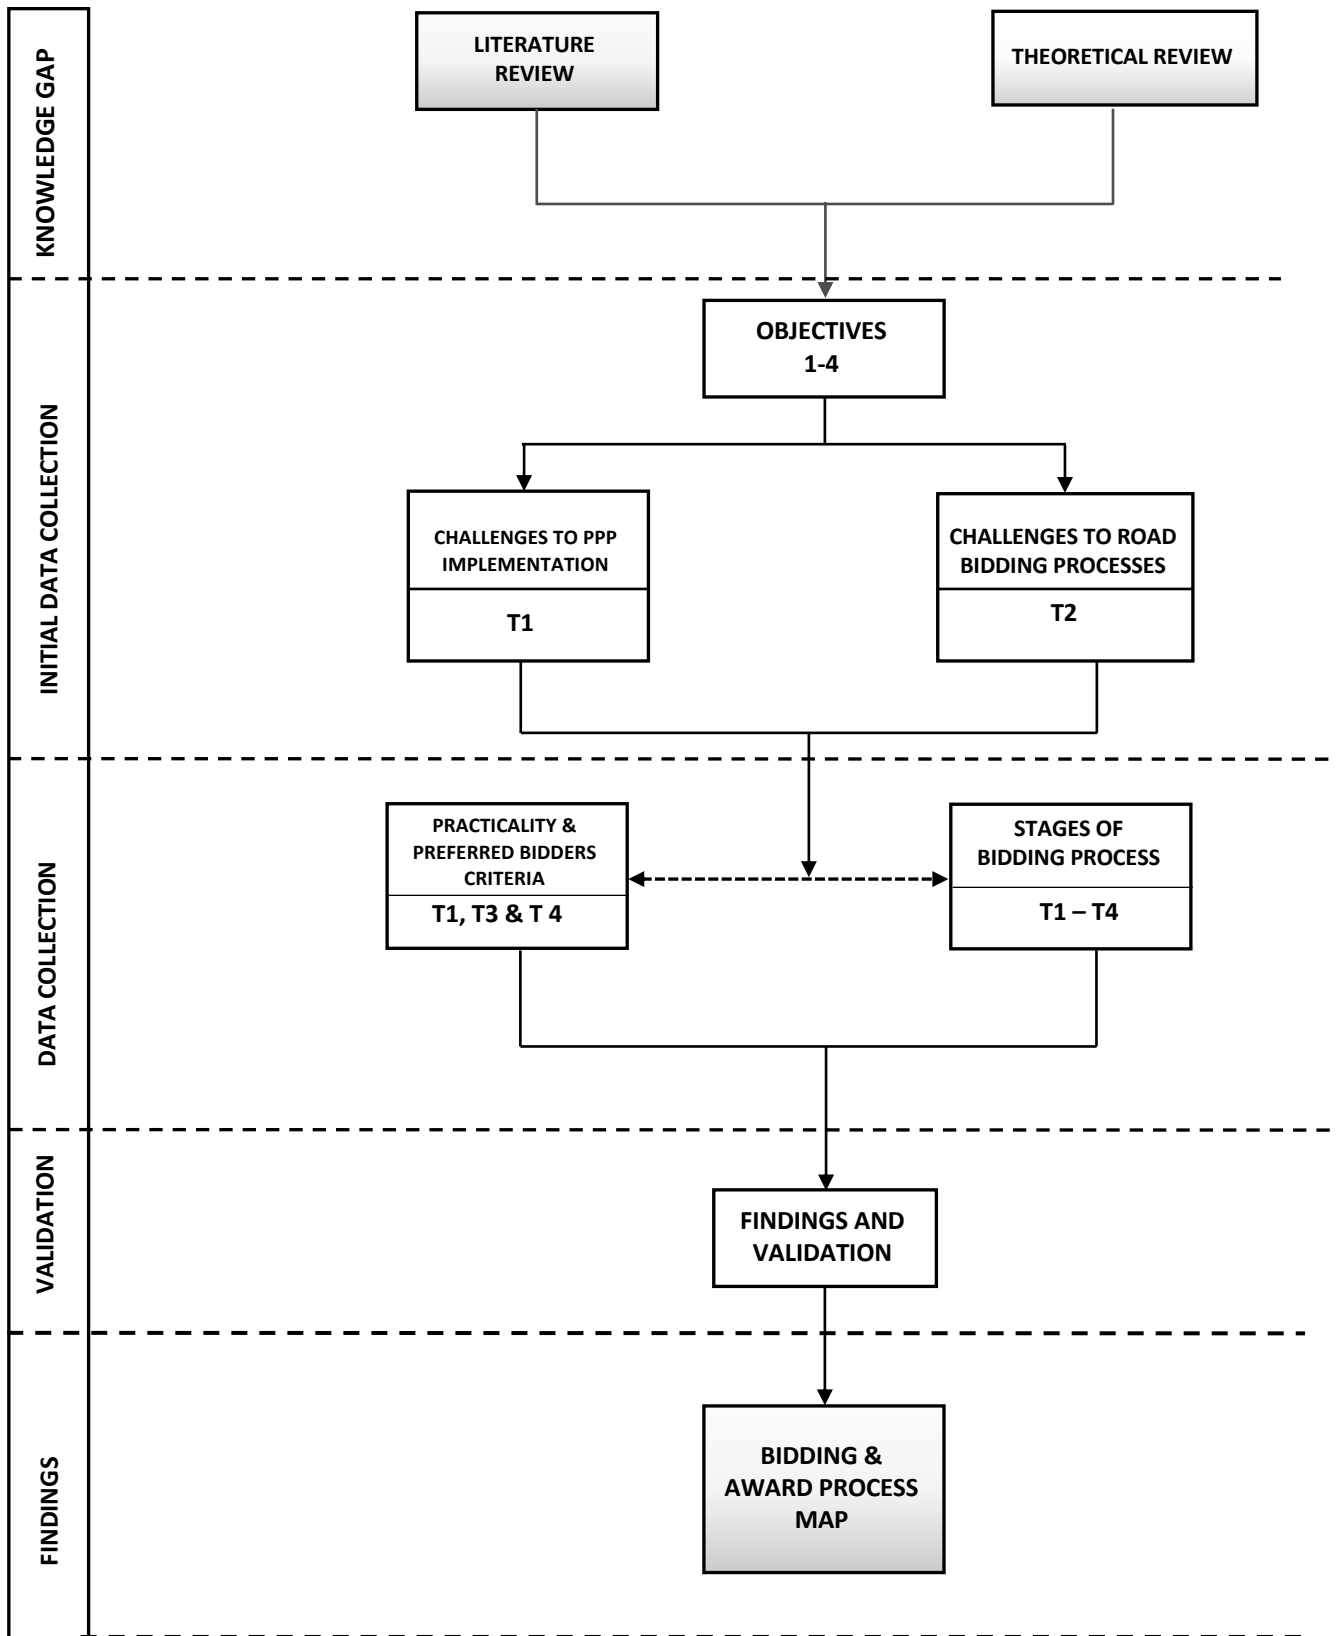 KNOWLEDGE GAP
LITERATURE
REVIEW
THEORETICAL REVIEW
INITIAL DATA COLLECTION
OBJECTIVES
1-4
CHALLENGES TO PPP
IMPLEMENTATION
T1
CHALLENGES TO ROAD
BIDDING PROCESSES
T2
DATA COLLECTION
PRACTICALITY &
PREFERRED BIDDERS
CRITERIA
T1, T3 & T 4
STAGES OF
BIDDING PROCESS
T1 – T4
VALIDATION
FINDINGS AND
VALIDATION
FINDINGS
BIDDING &
AWARD PROCESS
MAP